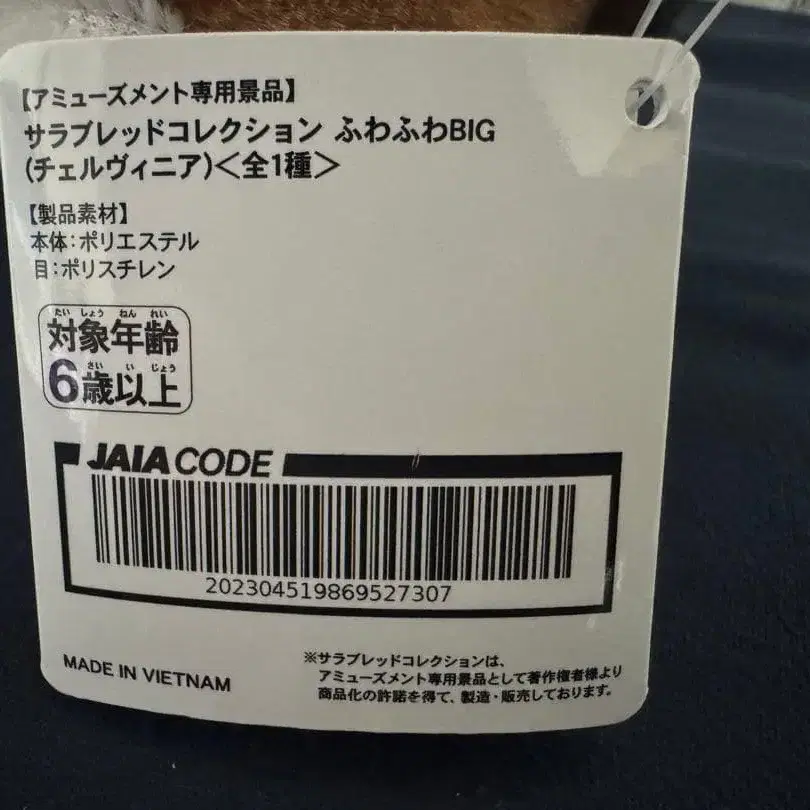 【アミューズメント専用景品】
サラブレッドコレクション ふわふわBIG
(チェルヴィニア)<全1種>
【製品素材】
本体:ポリエステル
目:ポリスチレン
たいしょうねんれい
対象年齢
さい い じょう
6歳以上
JAIA CODE
202304519869527307
MADE IN VIETNAM
※サラブレッドコレクションは、
アミューズメント専用景品として著作権者様より
商品化の許諾を得て、製造・販売しております。